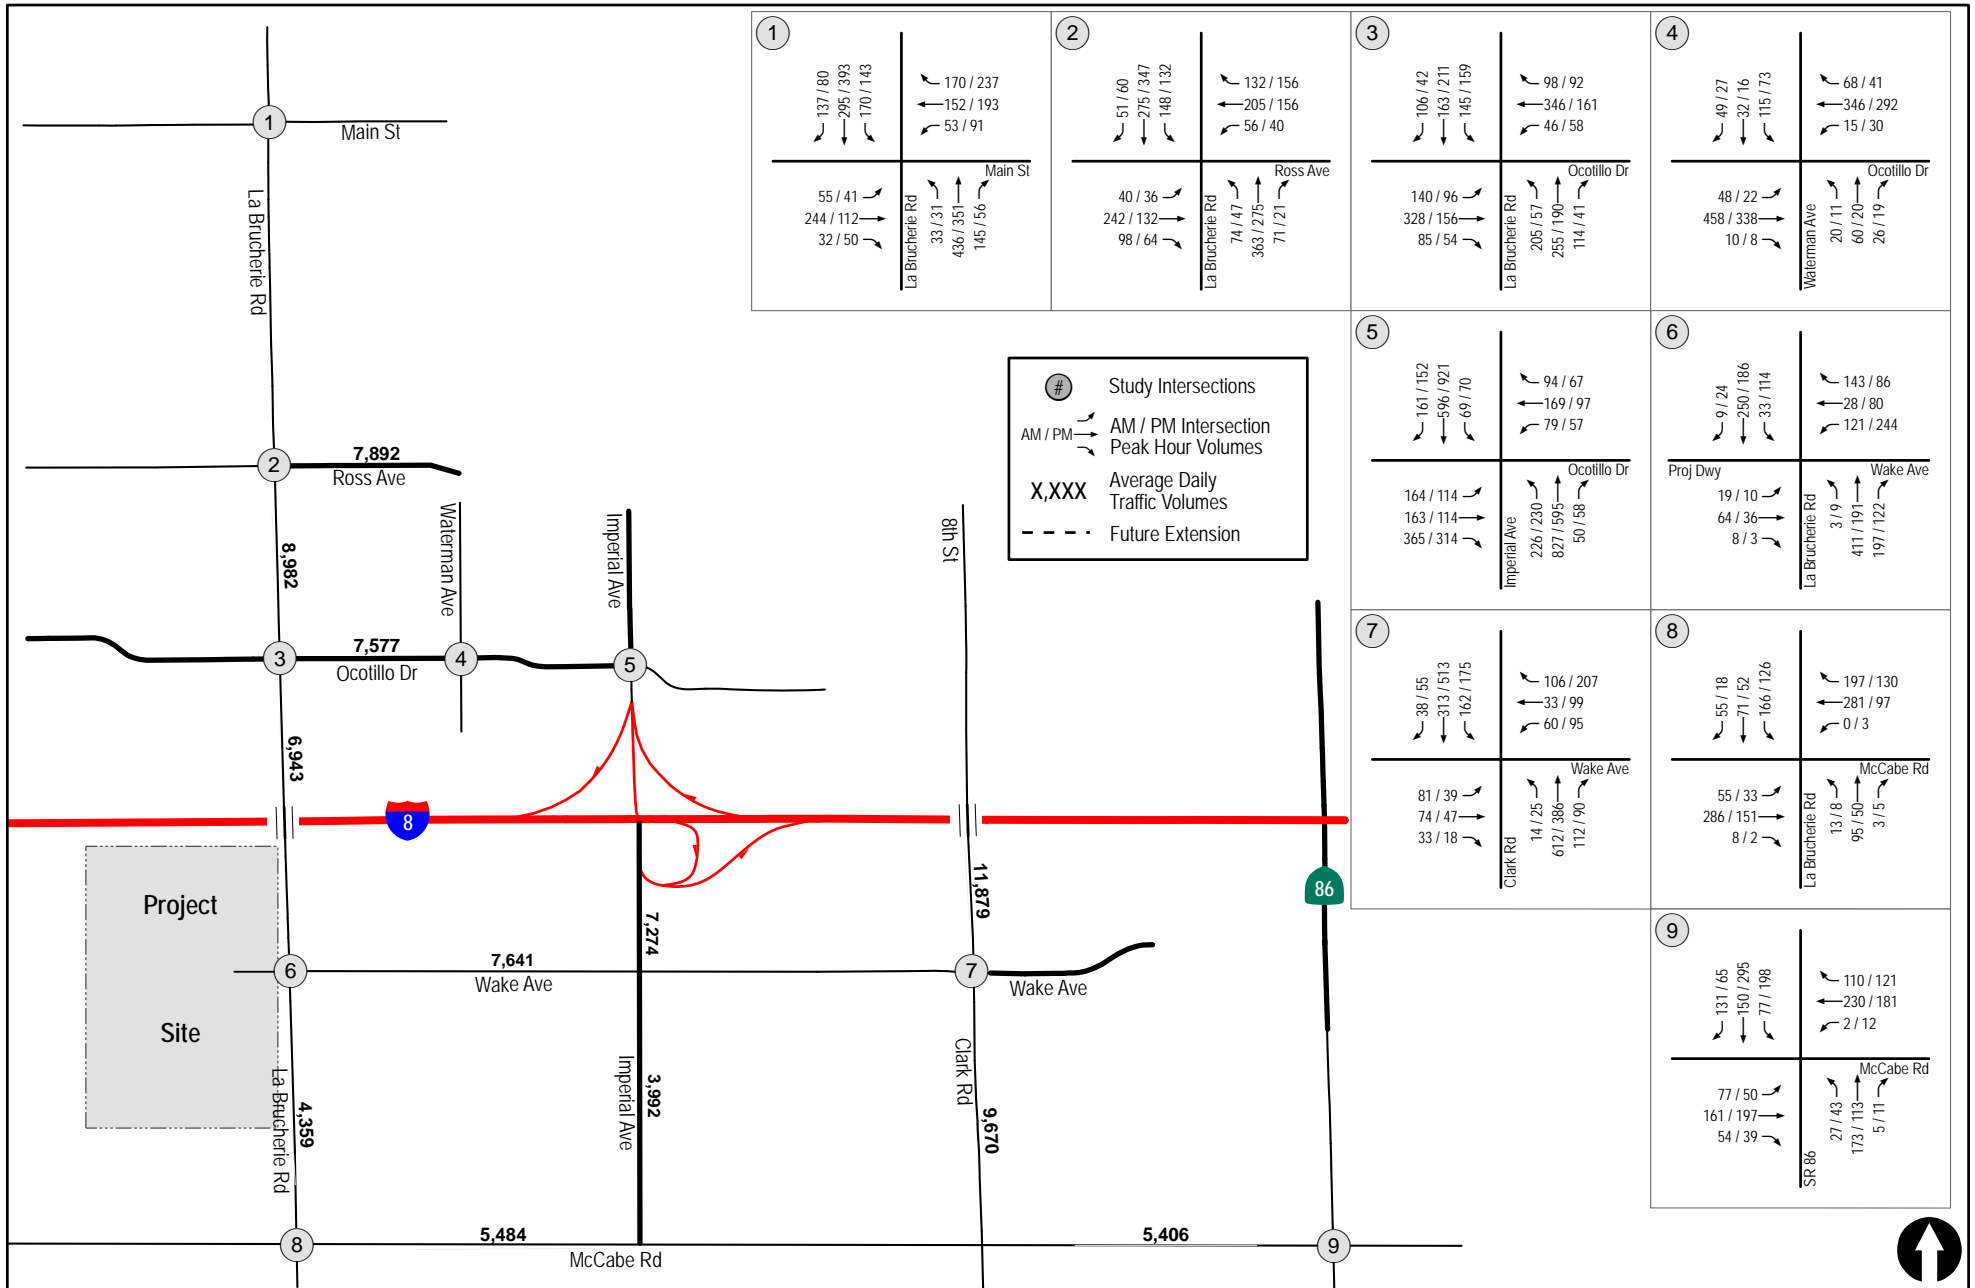 1
Main St
La Brucherie Rd
2
7,892
Ross Ave
8,982
Waterman Ave
Imperial Ave
8th St
3
7,577
Ocotillo Dr
4
5
6,943
8
86
Project
Site
11,879
7,274
6
7,641
Wake Ave
7
Wake Ave
La Brucherie Rd
4,359
Imperial Ave
3,992
Clark Rd
9,670
8
5,484
McCabe Rd
5,406
9
# Study Intersections
AM / PM
AM / PM Intersection
Peak Hour Volumes
X,XXX
Average Daily
Traffic Volumes
Future Extension
1
137 / 80
295 / 393
170 / 143
170 / 237
152 / 193
53 / 91
Main St
55 / 41
244 / 112
32 / 50
La Brucherie Rd
33 / 31
436 / 351
145 / 56
2
51 / 60
275 / 347
148 / 132
132 / 156
205 / 156
56 / 40
Ross Ave
40 / 36
242 / 132
98 / 64
La Brucherie Rd
74 / 47
363 / 275
71 / 21
3
106 / 42
163 / 211
145 / 159
98 / 92
346 / 161
46 / 58
Ocotillo Dr
140 / 96
328 / 156
85 / 54
La Brucherie Rd
205 / 57
255 / 190
114 / 41
4
49 / 27
32 / 16
115 / 73
68 / 41
346 / 292
15 / 30
Ocotillo Dr
48 / 22
458 / 338
10 / 8
Waterman Ave
20 / 11
60 / 20
26 / 19
5
161 / 152
596 / 921
69 / 70
94 / 67
169 / 97
79 / 57
Ocotillo Dr
164 / 114
163 / 114
365 / 314
Imperial Ave
226 / 230
827 / 595
50 / 58
6
9 / 24
250 / 186
33 / 114
143 / 86
28 / 80
121 / 244
Proj Dwy
Wake Ave
19 / 10
64 / 36
8 / 3
La Brucherie Rd
3 / 9
411 / 191
197 / 122
7
38 / 55
313 / 513
162 / 175
106 / 207
33 / 99
60 / 95
Wake Ave
81 / 39
74 / 47
33 / 18
Clark Rd
14 / 25
612 / 386
112 / 90
8
55 / 18
71 / 52
166 / 126
197 / 130
281 / 97
0 / 3
McCabe Rd
55 / 33
286 / 151
8 / 2
La Brucherie Rd
13 / 8
95 / 50
3 / 5
9
131 / 65
150 / 295
77 / 198
110 / 121
230 / 181
2 / 12
McCabe Rd
77 / 50
161 / 197
54 / 39
SR 86
27 / 43
173 / 113
5 / 11